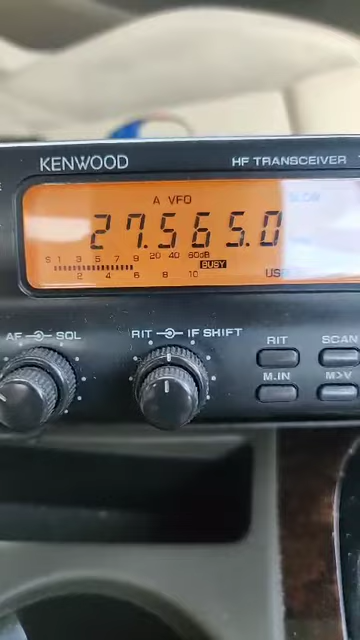 KENWOOD HF TRANSCEIVER
A VFO
27.565.0
S 1 3 5 7 9 20 40 60dB
BUSY
2 4 6 8 10
AF SQL RIT IF SHIFT RIT SCAN
M.IN M>V